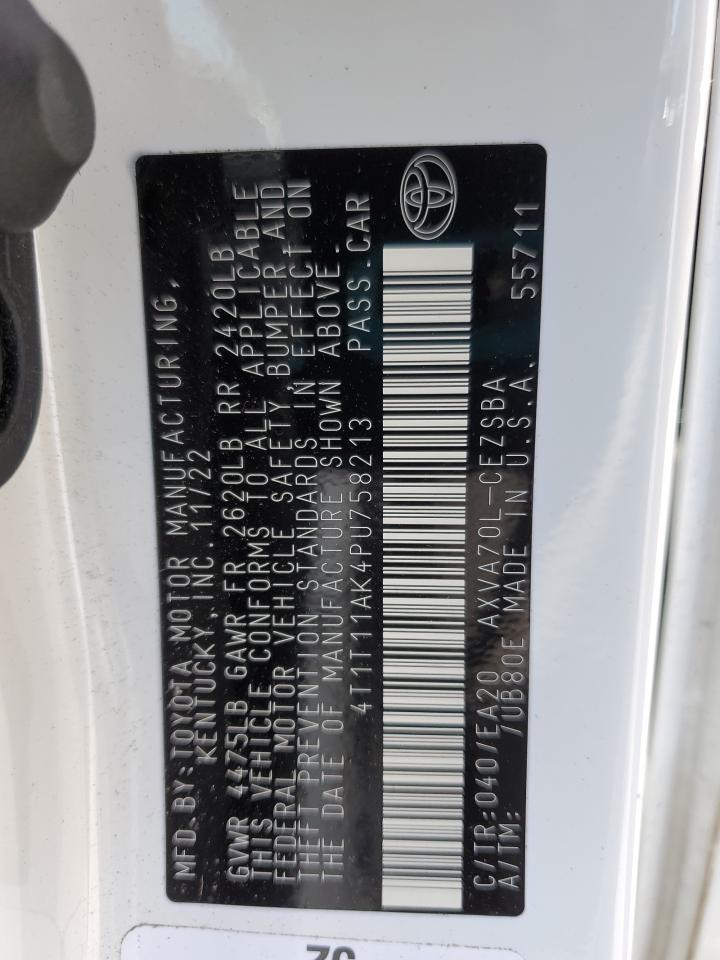 MFD. BY: TOYOTA MOTOR MANUFACTURING,
KENTUCKY, INC. 11/22
GVWR 4475LB GAWR FR 2620LB RR 2420LB
THIS VEHICLE CONFORMS TO ALL APPLICABLE
FEDERAL MOTOR VEHICLE SAFETY, BUMPER AND
THEFT PREVENTION STANDARDS IN EFFECT ON
THE DATE OF MANUFACTURE SHOWN ABOVE.
4T1T11AK4PU758213 PASS.CAR
C/TR:040/EA20 AXVA70L-CEZSBA
A/TM: /UB80E MADE IN U.S.A. 55711